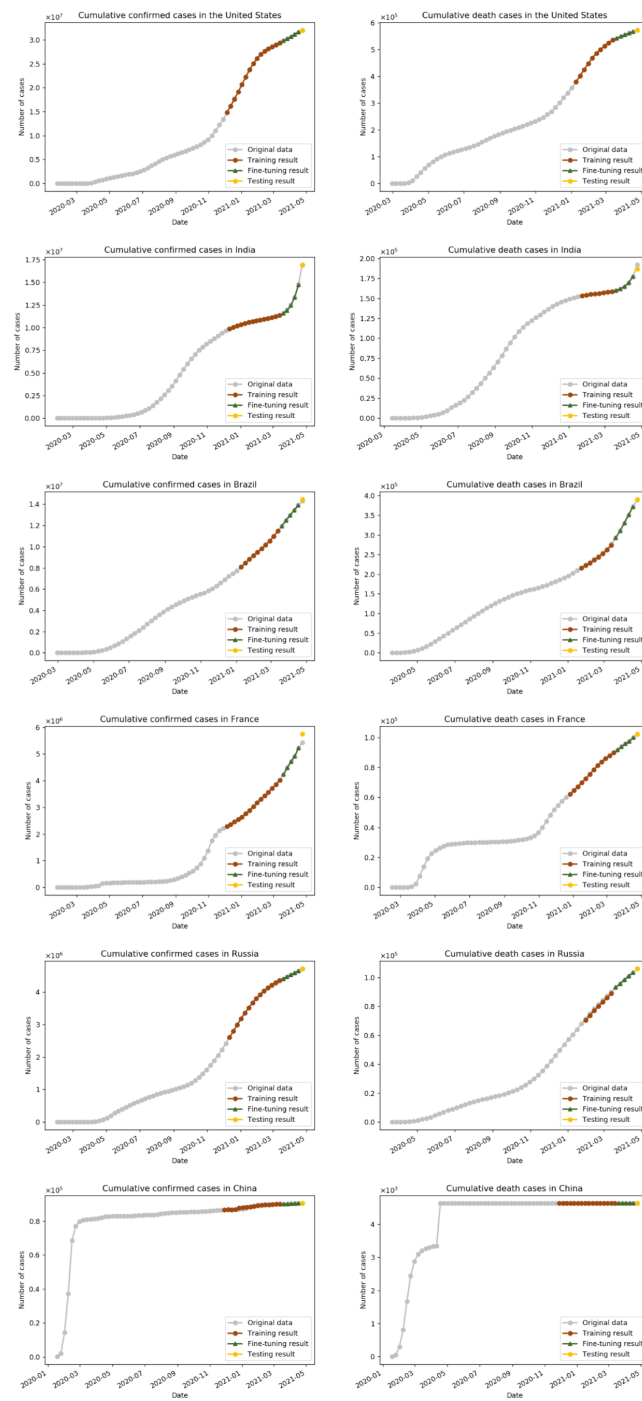 Cumulative confirmed cases in the United States
×10⁷
3.0
2.5
2.0
1.5
1.0
0.5
0.0
Number of cases
Original data
Training result
Fine-tuning result
Testing result
2020-03 2020-05 2020-07 2020-09 2020-11 2021-01 2021-03 2021-05
Date
Cumulative death cases in the United States
×10⁵
6
5
4
3
2
1
0
Number of cases
Original data
Training result
Fine-tuning result
Testing result
2020-03 2020-05 2020-07 2020-09 2020-11 2021-01 2021-03 2021-05
Date
Cumulative confirmed cases in India
×10⁷
1.75
1.50
1.25
1.00
0.75
0.50
0.25
0.00
Number of cases
Original data
Training result
Fine-tuning result
Testing result
2020-03 2020-05 2020-07 2020-09 2020-11 2021-01 2021-03 2021-05
Date
Cumulative death cases in India
×10⁵
2.00
1.75
1.50
1.25
1.00
0.75
0.50
0.25
0.00
Number of cases
Original data
Training result
Fine-tuning result
Testing result
2020-03 2020-05 2020-07 2020-09 2020-11 2021-01 2021-03 2021-05
Date
Cumulative confirmed cases in Brazil
×10⁷
1.4
1.2
1.0
0.8
0.6
0.4
0.2
0.0
Number of cases
Original data
Training result
Fine-tuning result
Testing result
2020-03 2020-05 2020-07 2020-09 2020-11 2021-01 2021-03 2021-05
Date
Cumulative death cases in Brazil
×10⁵
4.0
3.5
3.0
2.5
2.0
1.5
1.0
0.5
0.0
Number of cases
Original data
Training result
Fine-tuning result
Testing result
2020-05 2020-07 2020-09 2020-11 2021-01 2021-03 2021-05
Date
Cumulative confirmed cases in France
×10⁶
6
5
4
3
2
1
0
Number of cases
Original data
Training result
Fine-tuning result
Testing result
2020-03 2020-05 2020-07 2020-09 2020-11 2021-01 2021-03 2021-05
Date
Cumulative death cases in France
×10⁵
1.0
0.8
0.6
0.4
0.2
0.0
Number of cases
Original data
Training result
Fine-tuning result
Testing result
2020-03 2020-05 2020-07 2020-09 2020-11 2021-01 2021-03 2021-05
Date
Cumulative confirmed cases in Russia
×10⁶
4
3
2
1
0
Number of cases
Original data
Training result
Fine-tuning result
Testing result
2020-03 2020-05 2020-07 2020-09 2020-11 2021-01 2021-03 2021-05
Date
Cumulative death cases in Russia
×10⁵
1.0
0.8
0.6
0.4
0.2
0.0
Number of cases
Original data
Training result
Fine-tuning result
Testing result
2020-05 2020-07 2020-09 2020-11 2021-01 2021-03 2021-05
Date
Cumulative confirmed cases in China
×10⁵
0.8
0.6
0.4
0.2
0.0
Number of cases
Original data
Training result
Fine-tuning result
Testing result
2020-01 2020-03 2020-05 2020-07 2020-09 2020-11 2021-01 2021-03 2021-05
Date
Cumulative death cases in China
×10³
4
3
2
1
0
Number of cases
Original data
Training result
Fine-tuning result
Testing result
2020-01 2020-03 2020-05 2020-07 2020-09 2020-11 2021-01 2021-03 2021-05
Date